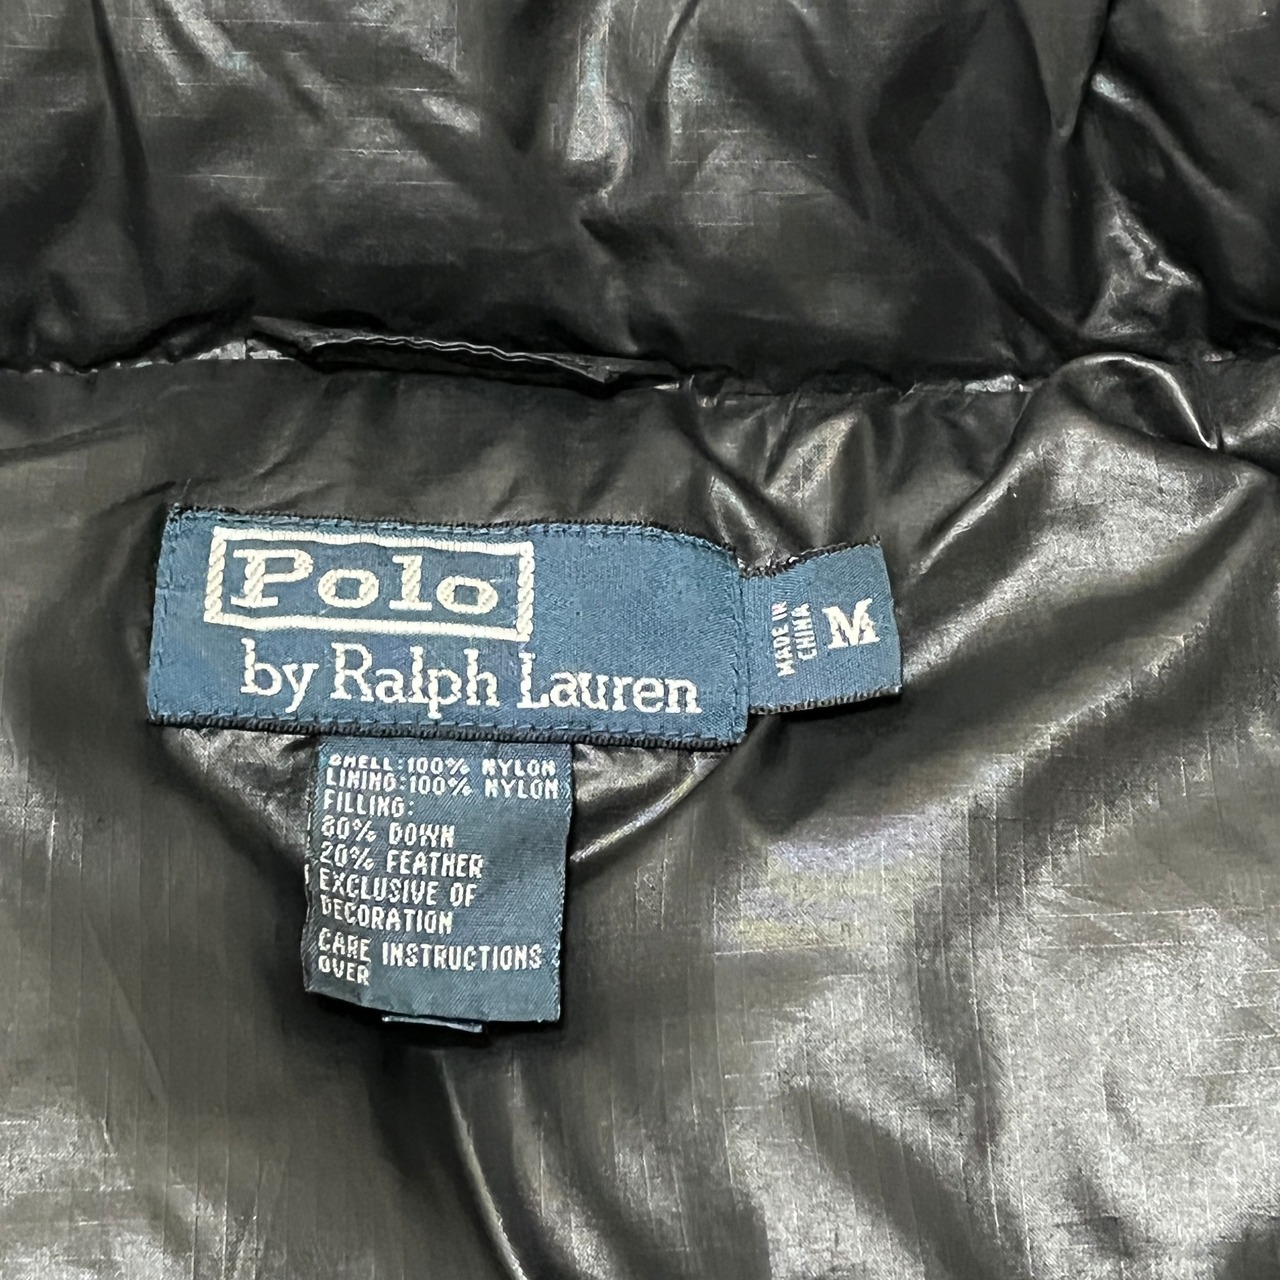 Polo
by Ralph Lauren
MADE IN
CHINA
M
SHELL:100% NYLON
LINING:100% NYLON
FILLING:
80% DOWN
20% FEATHER
EXCLUSIVE OF
DECORATION
CARE INSTRUCTIONS
OVER